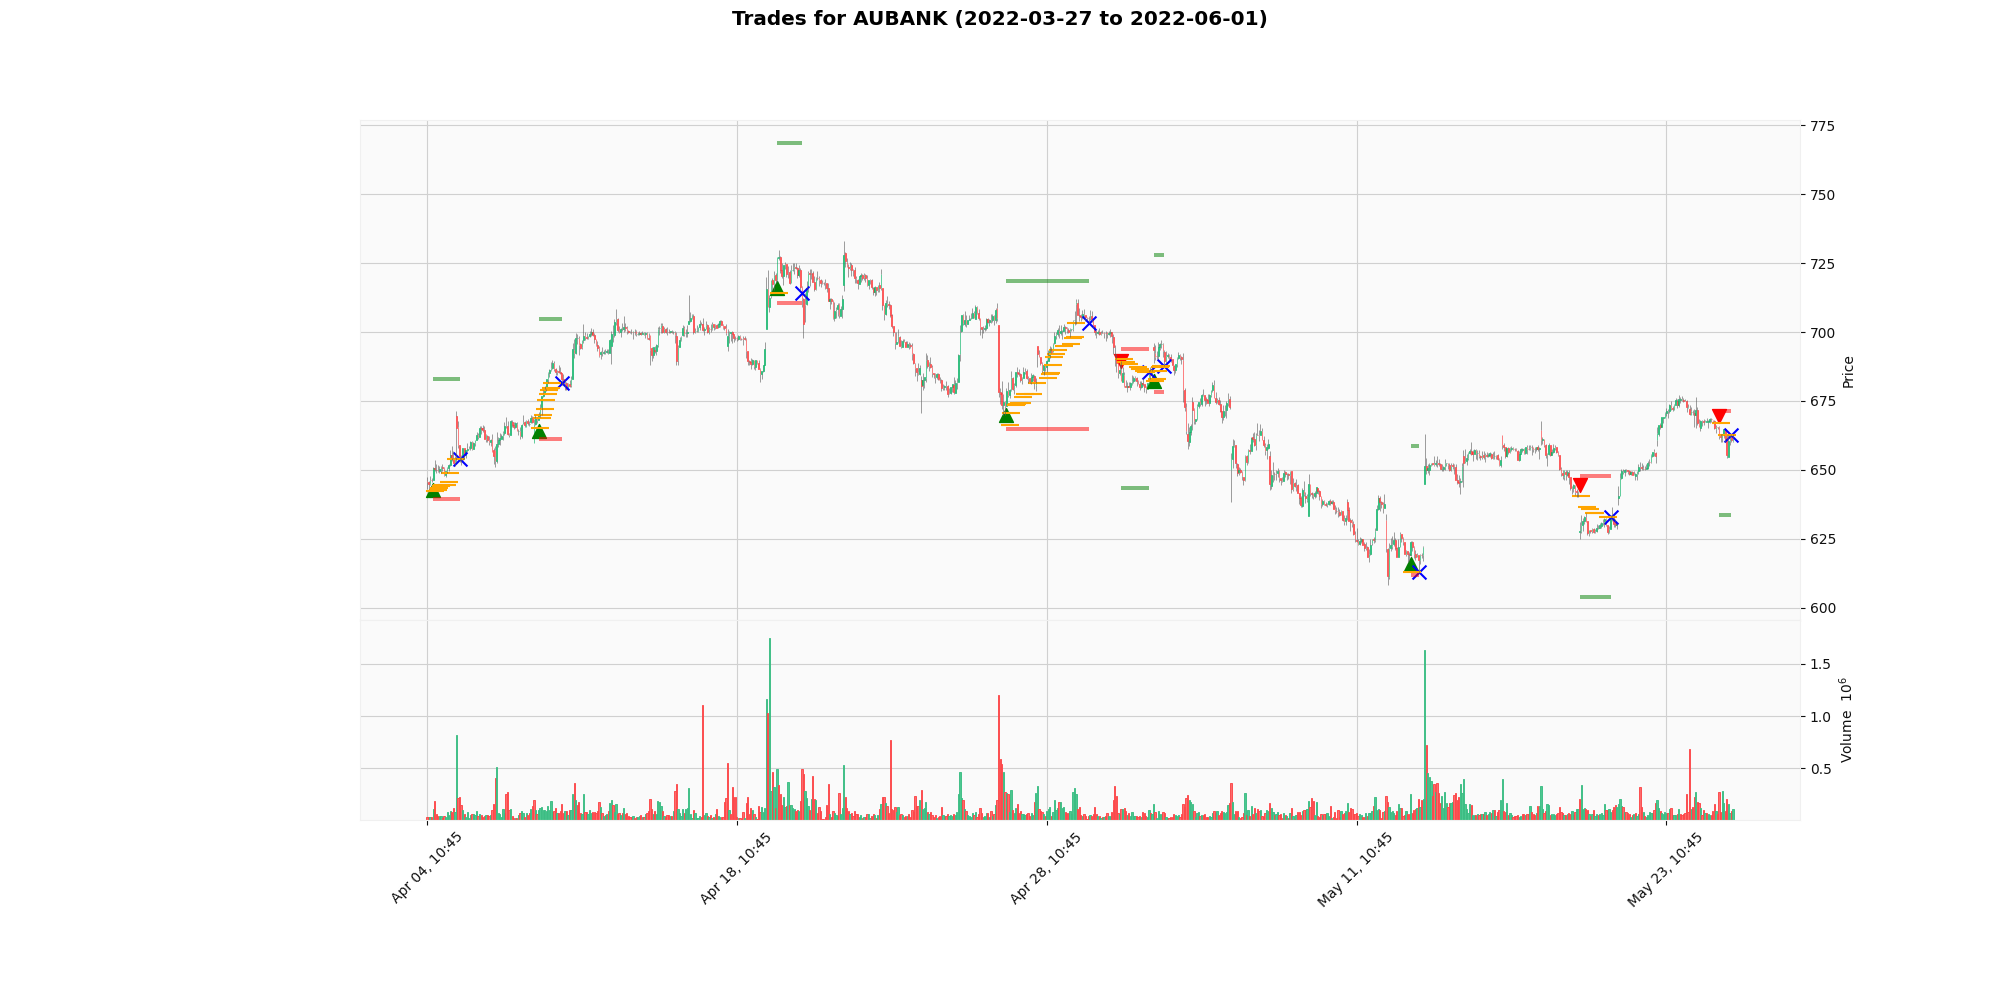 Trades for AUBANK (2022-03-27 to 2022-06-01)
775
750
725
700
675
650
625
600
Price
1.5
1.0
0.5
Volume 10^6
Apr 04, 10:45
Apr 18, 10:45
Apr 28, 10:45
May 11, 10:45
May 23, 10:45